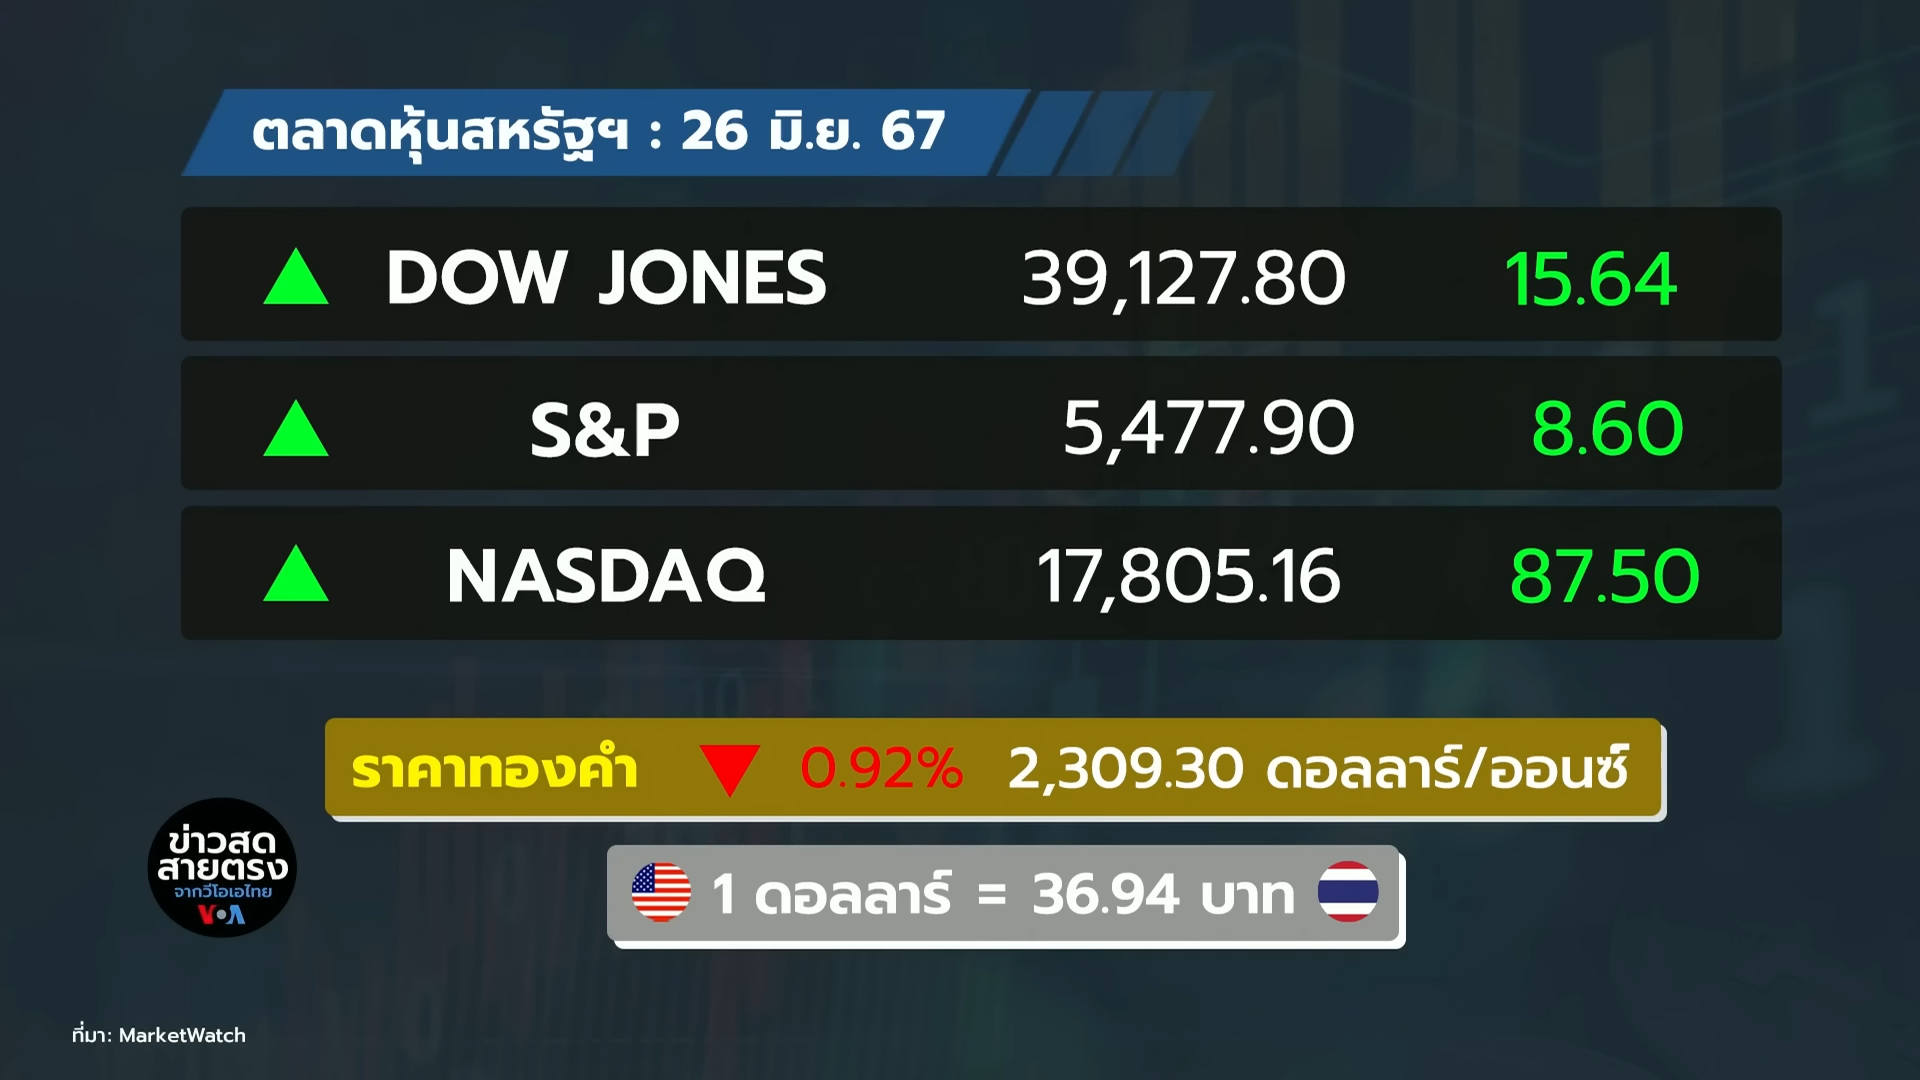 ตลาดหุ้นสหรัฐฯ : 26 มิ.ย. 67
DOW JONES 39,127.80 15.64
S&P 5,477.90 8.60
NASDAQ 17,805.16 87.50
ราคาทองคำ 0.92% 2,309.30 ดอลลาร์/ออนซ์
1 ดอลลาร์ = 36.94 บาท
ข่าวสด
สายตรง
จากวีโอเอไทย
VOA
ที่มา: MarketWatch